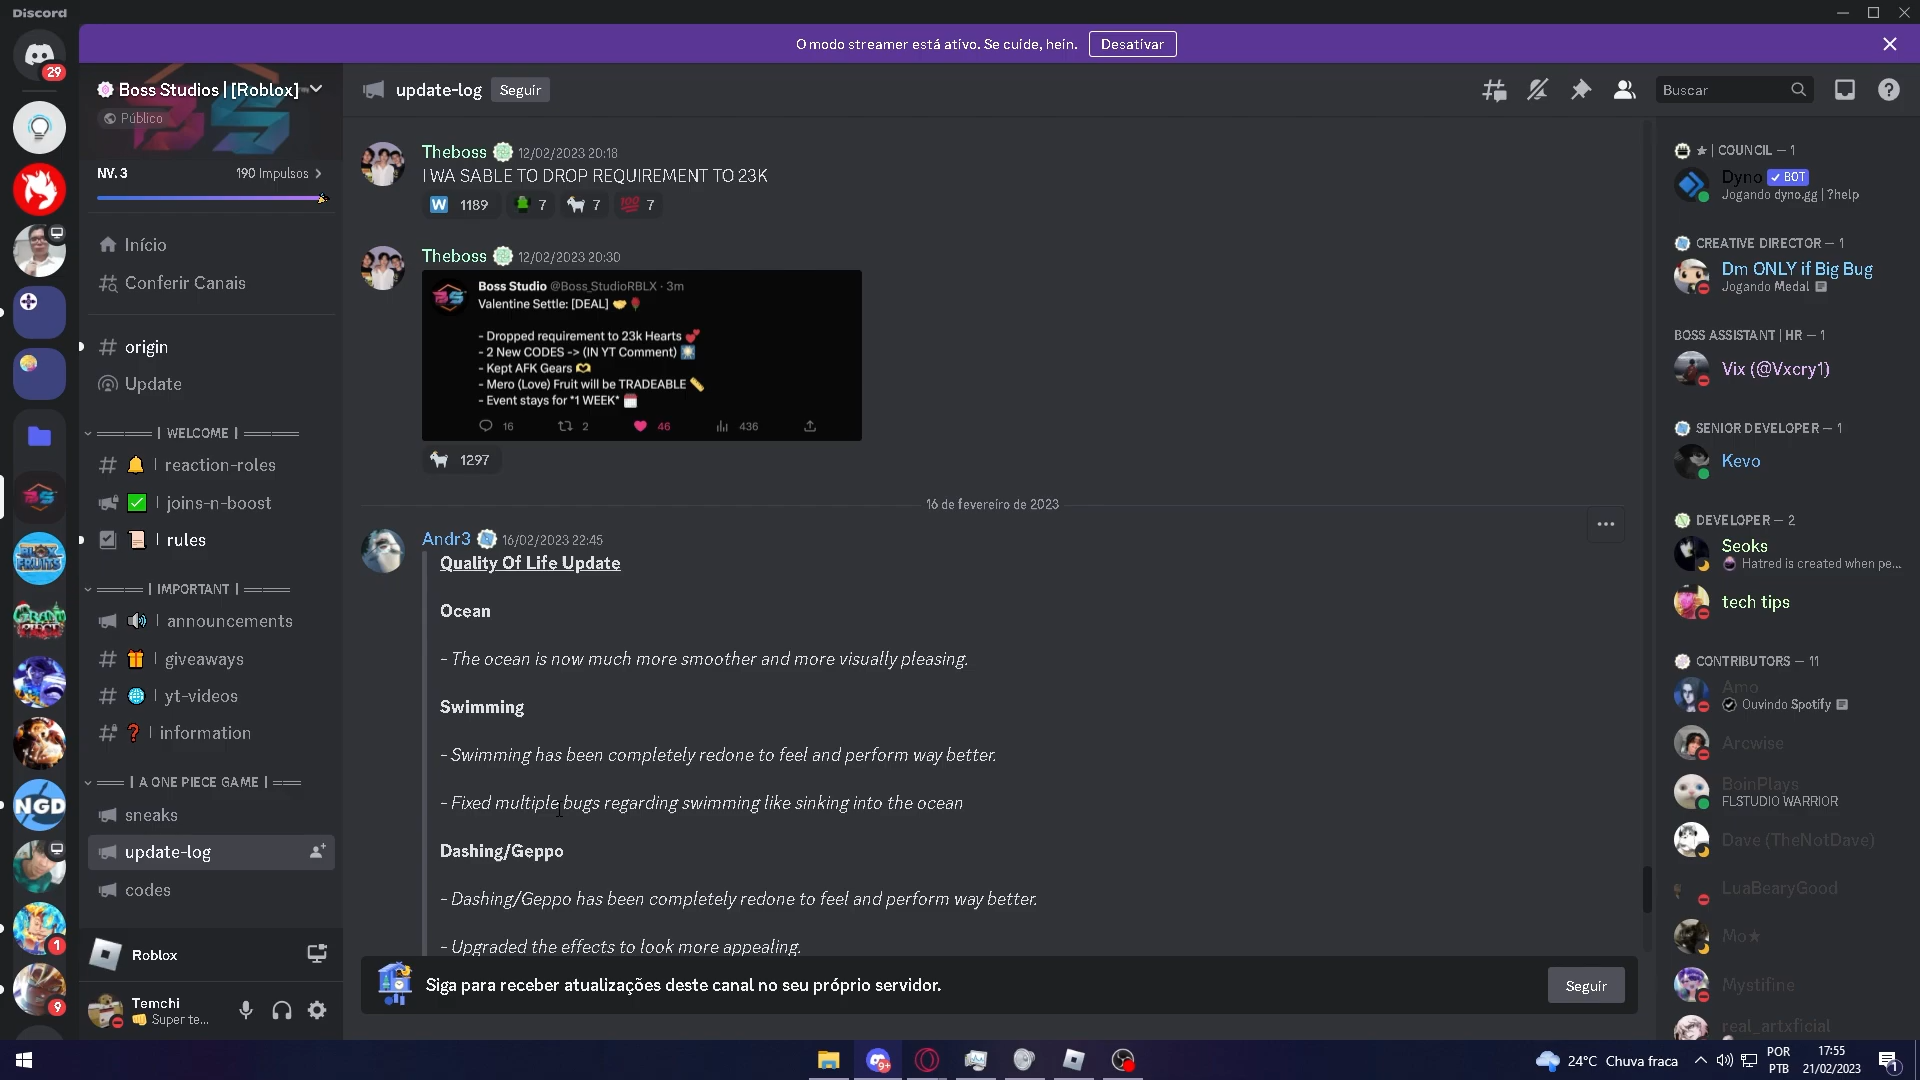 Discord
O modo streamer está ativo. Se cuide, hein.
Desativar
29
Boss Studios | [Roblox]
Público
NV. 3
190 Impulsos
Início
Conferir Canais
origin
Update
| WELCOME |
reaction-roles
joins-n-boost
rules
| IMPORTANT |
announcements
giveaways
yt-videos
information
| A ONE PIECE GAME |
sneaks
update-log
codes
Roblox
Temchi
Super te...
NGD
1
9
update-log
Seguir
Buscar
Theboss 12/02/2023 20:18
I WA SABLE TO DROP REQUIREMENT TO 23K
W 1189 7 7 100 7
Theboss 12/02/2023 20:30
Boss Studio @Boss_StudioRBLX · 3m
Valentine Settle: [DEAL]
- Dropped requirement to 23k Hearts
- 2 New CODES -> (IN YT Comment)
- Kept AFK Gears
- Mero (Love) Fruit will be TRADEABLE
- Event stays for *1 WEEK*
16 2 46 436
1297
16 de fevereiro de 2023
Andr3 16/02/2023 22:45
Quality Of Life Update
Ocean
- The ocean is now much more smoother and more visually pleasing.
Swimming
- Swimming has been completely redone to feel and perform way better.
- Fixed multiple bugs regarding swimming like sinking into the ocean
Dashing/Geppo
- Dashing/Geppo has been completely redone to feel and perform way better.
- Upgraded the effects to look more appealing.
Siga para receber atualizações deste canal no seu próprio servidor.
Seguir
★ | COUNCIL — 1
Dyno BOT
Jogando dyno.gg | ?help
CREATIVE DIRECTOR — 1
Dm ONLY if Big Bug
Jogando Medal
BOSS ASSISTANT | HR — 1
Vix (@Vxcry1)
SENIOR DEVELOPER — 1
Kevo
DEVELOPER — 2
Seoks
Hatred is created when pe...
tech tips
CONTRIBUTORS — 11
Amo
Ouvindo Spotify
Arcwise
BoinPlays
FLSTUDIO WARRIOR
Dave (TheNotDave)
LuaBearyGood
Mo★
Mystifine
real_artxficial
9+
24°C Chuva fraca
POR
PTB
17:55
21/02/2023
1